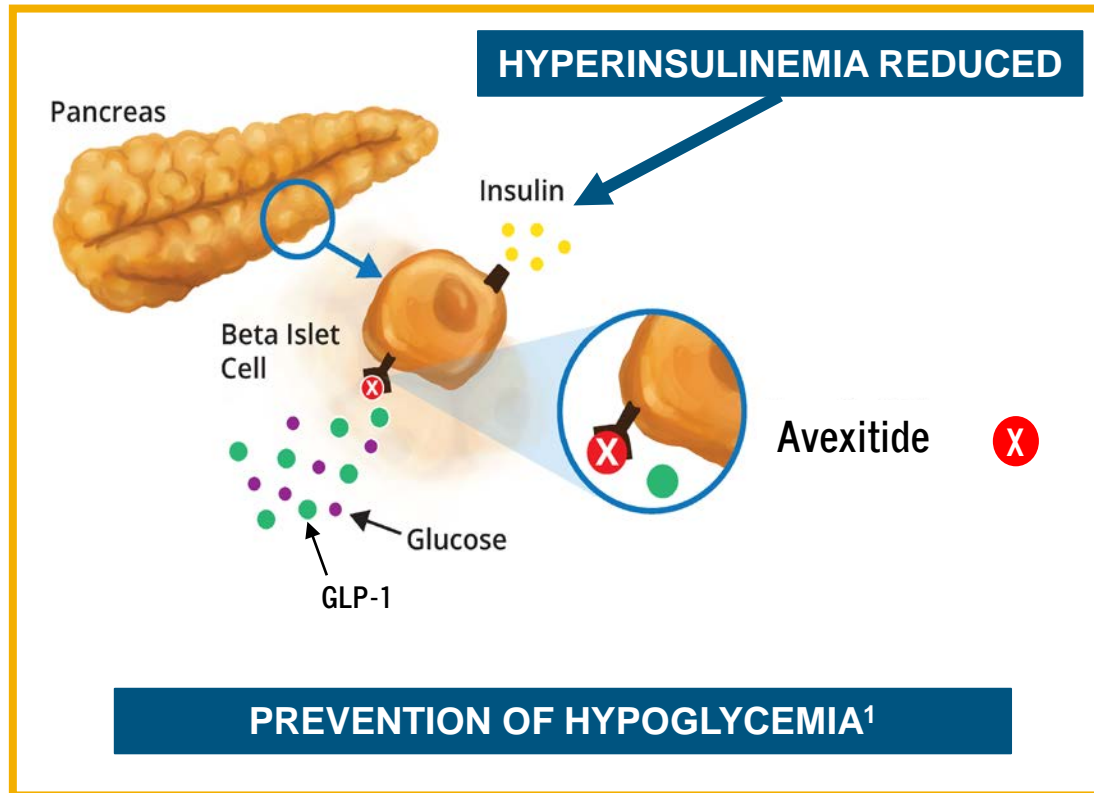 HYPERINSULINEMIA REDUCED
Pancreas
Insulin
Beta Islet
Cell
X
X
Avexitide
X
Glucose
GLP-1
PREVENTION OF HYPOGLYCEMIA¹